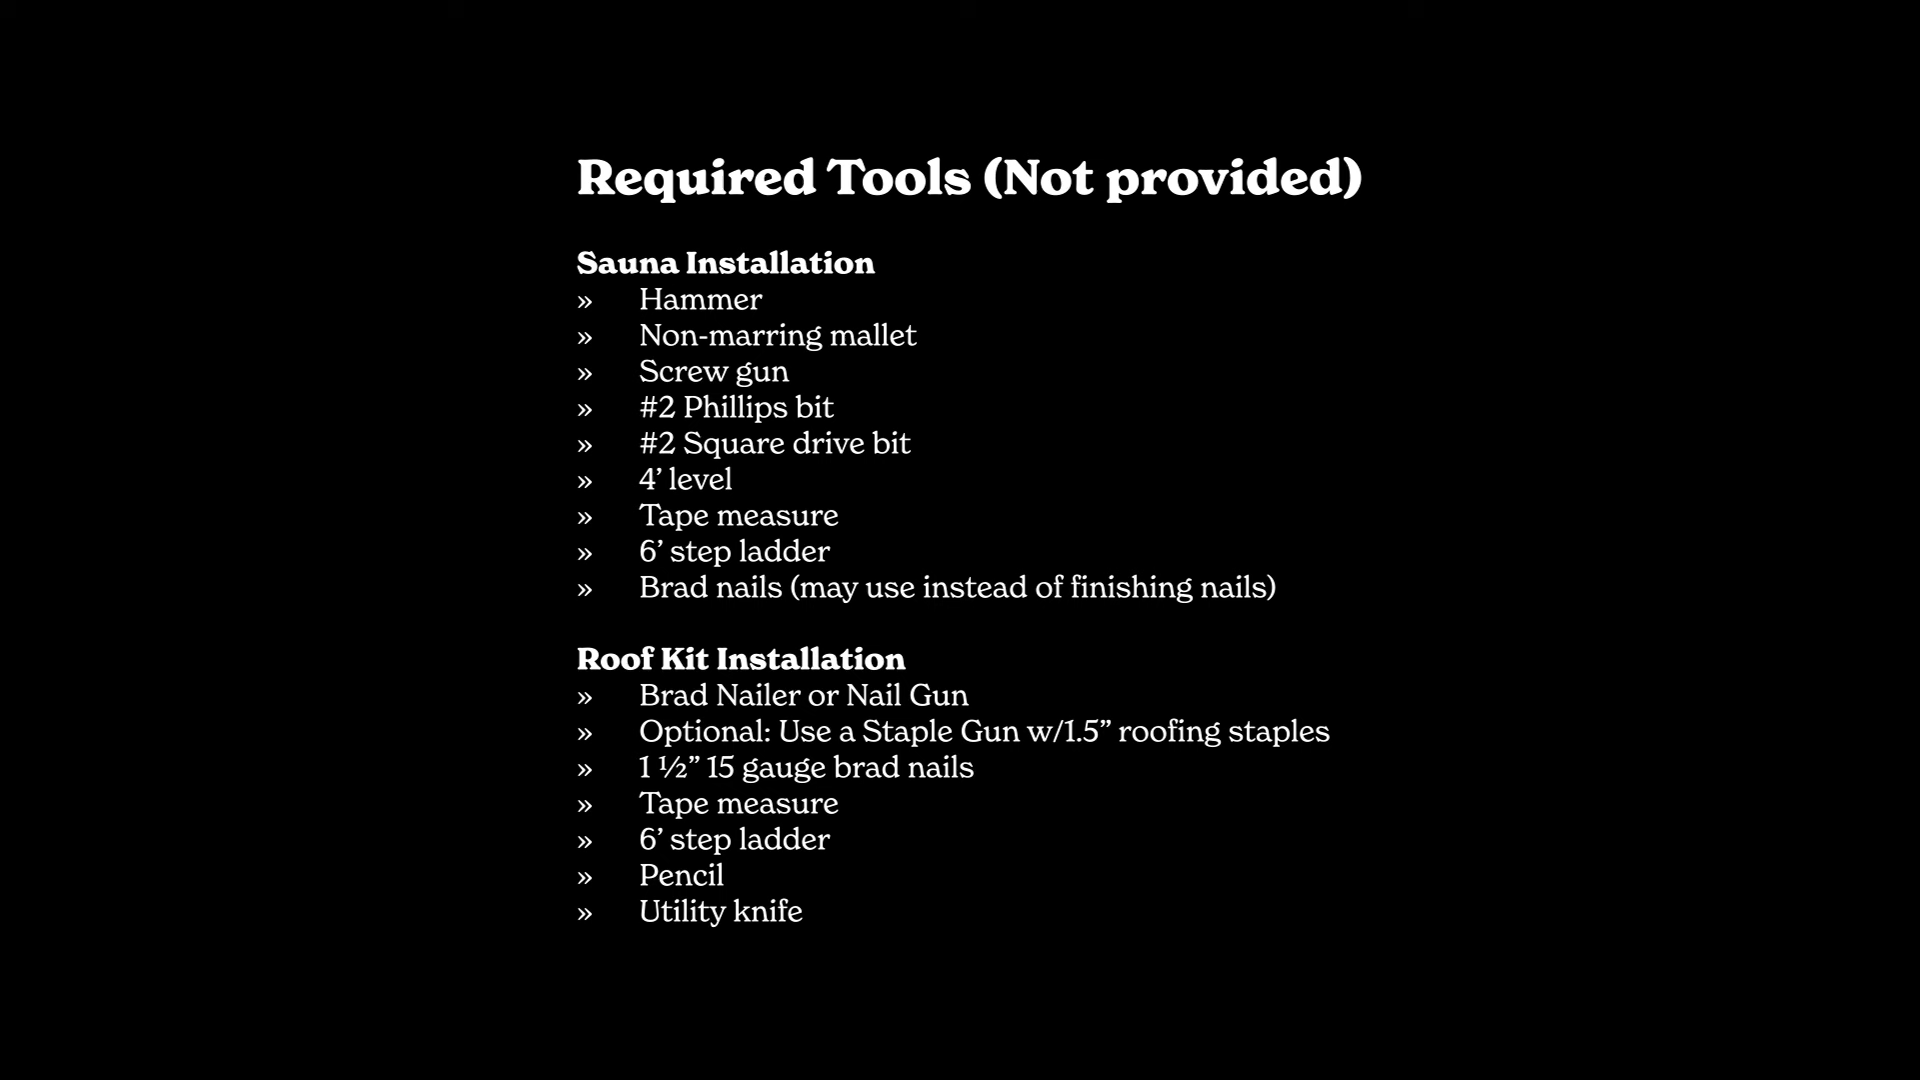 Required Tools (Not provided)
Sauna Installation
» Hammer
» Non-marring mallet
» Screw gun
» #2 Phillips bit
» #2 Square drive bit
» 4’ level
» Tape measure
» 6’ step ladder
» Brad nails (may use instead of finishing nails)
Roof Kit Installation
» Brad Nailer or Nail Gun
» Optional: Use a Staple Gun w/1.5” roofing staples
» 1 ½” 15 gauge brad nails
» Tape measure
» 6’ step ladder
» Pencil
» Utility knife